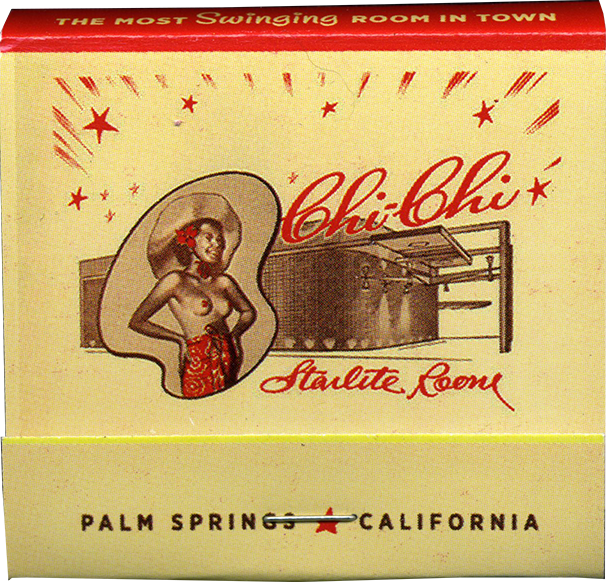 THE MOST Swinging ROOM IN TOWN
Chi-Chi
Starlite Room
PALM SPRINGS ★ CALIFORNIA